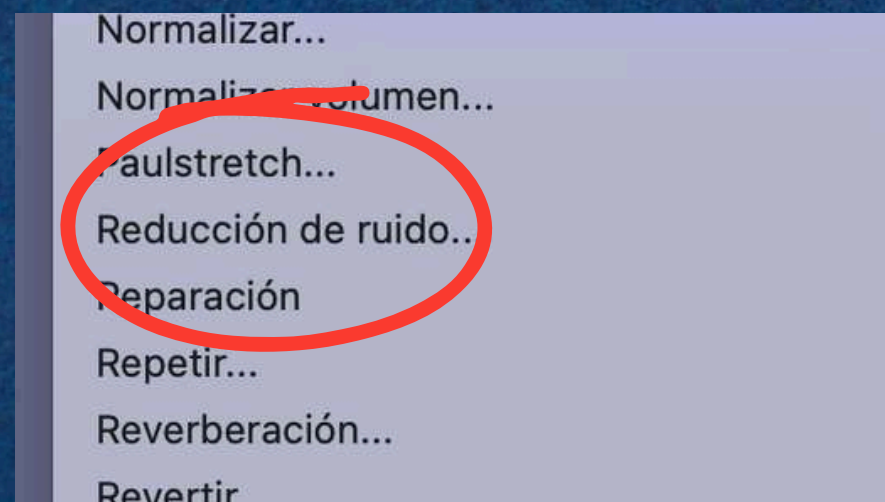 Normalizar...
Normalizar volumen...
Paulstretch...
Reducción de ruido...
Reparación
Repetir...
Reverberación...
Revertir